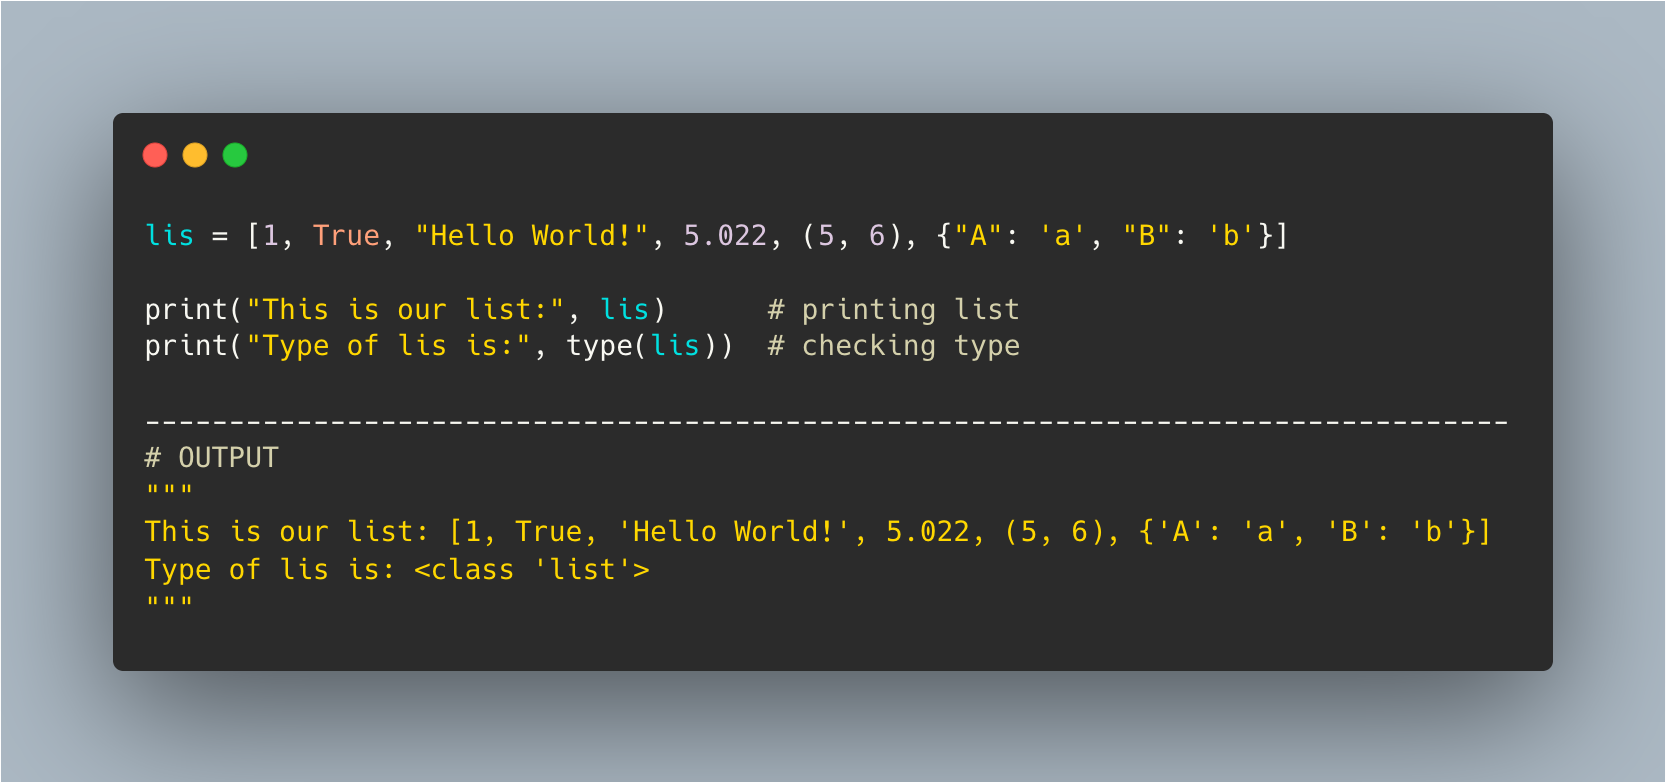 lis = [1, True, "Hello World!", 5.022, (5, 6), {"A": 'a', "B": 'b'}]
print("This is our list:", lis)      # printing list
print("Type of lis is:", type(lis))  # checking type
---------------------------------------------------------------------------------
# OUTPUT
"""
This is our list: [1, True, 'Hello World!', 5.022, (5, 6), {'A': 'a', 'B': 'b'}]
Type of lis is: <class 'list'>
"""